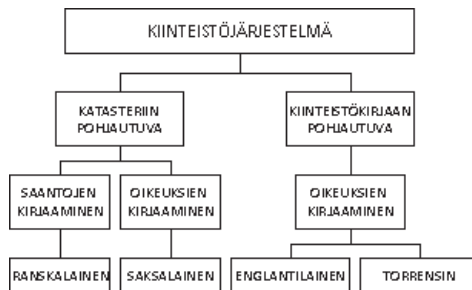 KIINTEISTÖJÄRJESTELMÄ
KATASTERIIN
POHJAUTUVA
KIINTEISTÖKIRJAAN
POHJAUTUVA
SAANTOJEN
KIRJAAMINEN
OIKEUKSIEN
KIRJAAMINEN
OIKEUKSIEN
KIRJAAMINEN
RANSKALAINEN
SAKSALAINEN
ENGLANTILAINEN
TORRENSIN